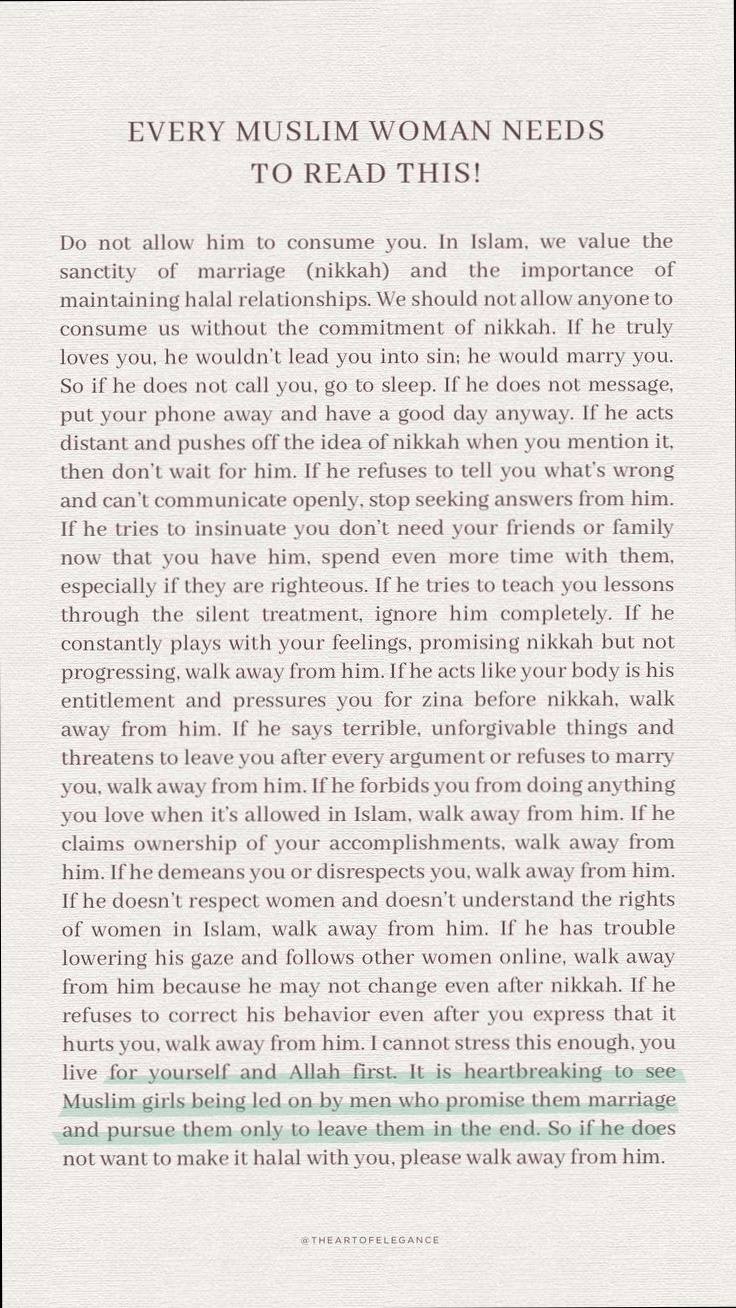 EVERY MUSLIM WOMAN NEEDS
TO READ THIS!
Do not allow him to consume you. In Islam, we value the
sanctity of marriage (nikkah) and the importance of
maintaining halal relationships. We should not allow anyone to
consume us without the commitment of nikkah. If he truly
loves you, he wouldn't lead you into sin; he would marry you.
So if he does not call you, go to sleep. If he does not message,
put your phone away and have a good day anyway. If he acts
distant and pushes off the idea of nikkah when you mention it,
then don't wait for him. If he refuses to tell you what's wrong
and can't communicate openly, stop seeking answers from him.
If he tries to insinuate you don't need your friends or family
now that you have him, spend even more time with them,
especially if they are righteous. If he tries to teach you lessons
through the silent treatment, ignore him completely. If he
constantly plays with your feelings, promising nikkah but not
progressing, walk away from him. If he acts like your body is his
entitlement and pressures you for zina before nikkah, walk
away from him. If he says terrible, unforgivable things and
threatens to leave you after every argument or refuses to marry
you, walk away from him. If he forbids you from doing anything
you love when it's allowed in Islam, walk away from him. If he
claims ownership of your accomplishments, walk away from
him. If he demeans you or disrespects you, walk away from him.
If he doesn't respect women and doesn't understand the rights
of women in Islam, walk away from him. If he has trouble
lowering his gaze and follows other women online, walk away
from him because he may not change even after nikkah. If he
refuses to correct his behavior even after you express that it
hurts you, walk away from him. I cannot stress this enough, you
live for yourself and Allah first. It is heartbreaking to see
Muslim girls being led on by men who promise them marriage
and pursue them only to leave them in the end. So if he does
not want to make it halal with you, please walk away from him.
@THEARTOFELEGANCE